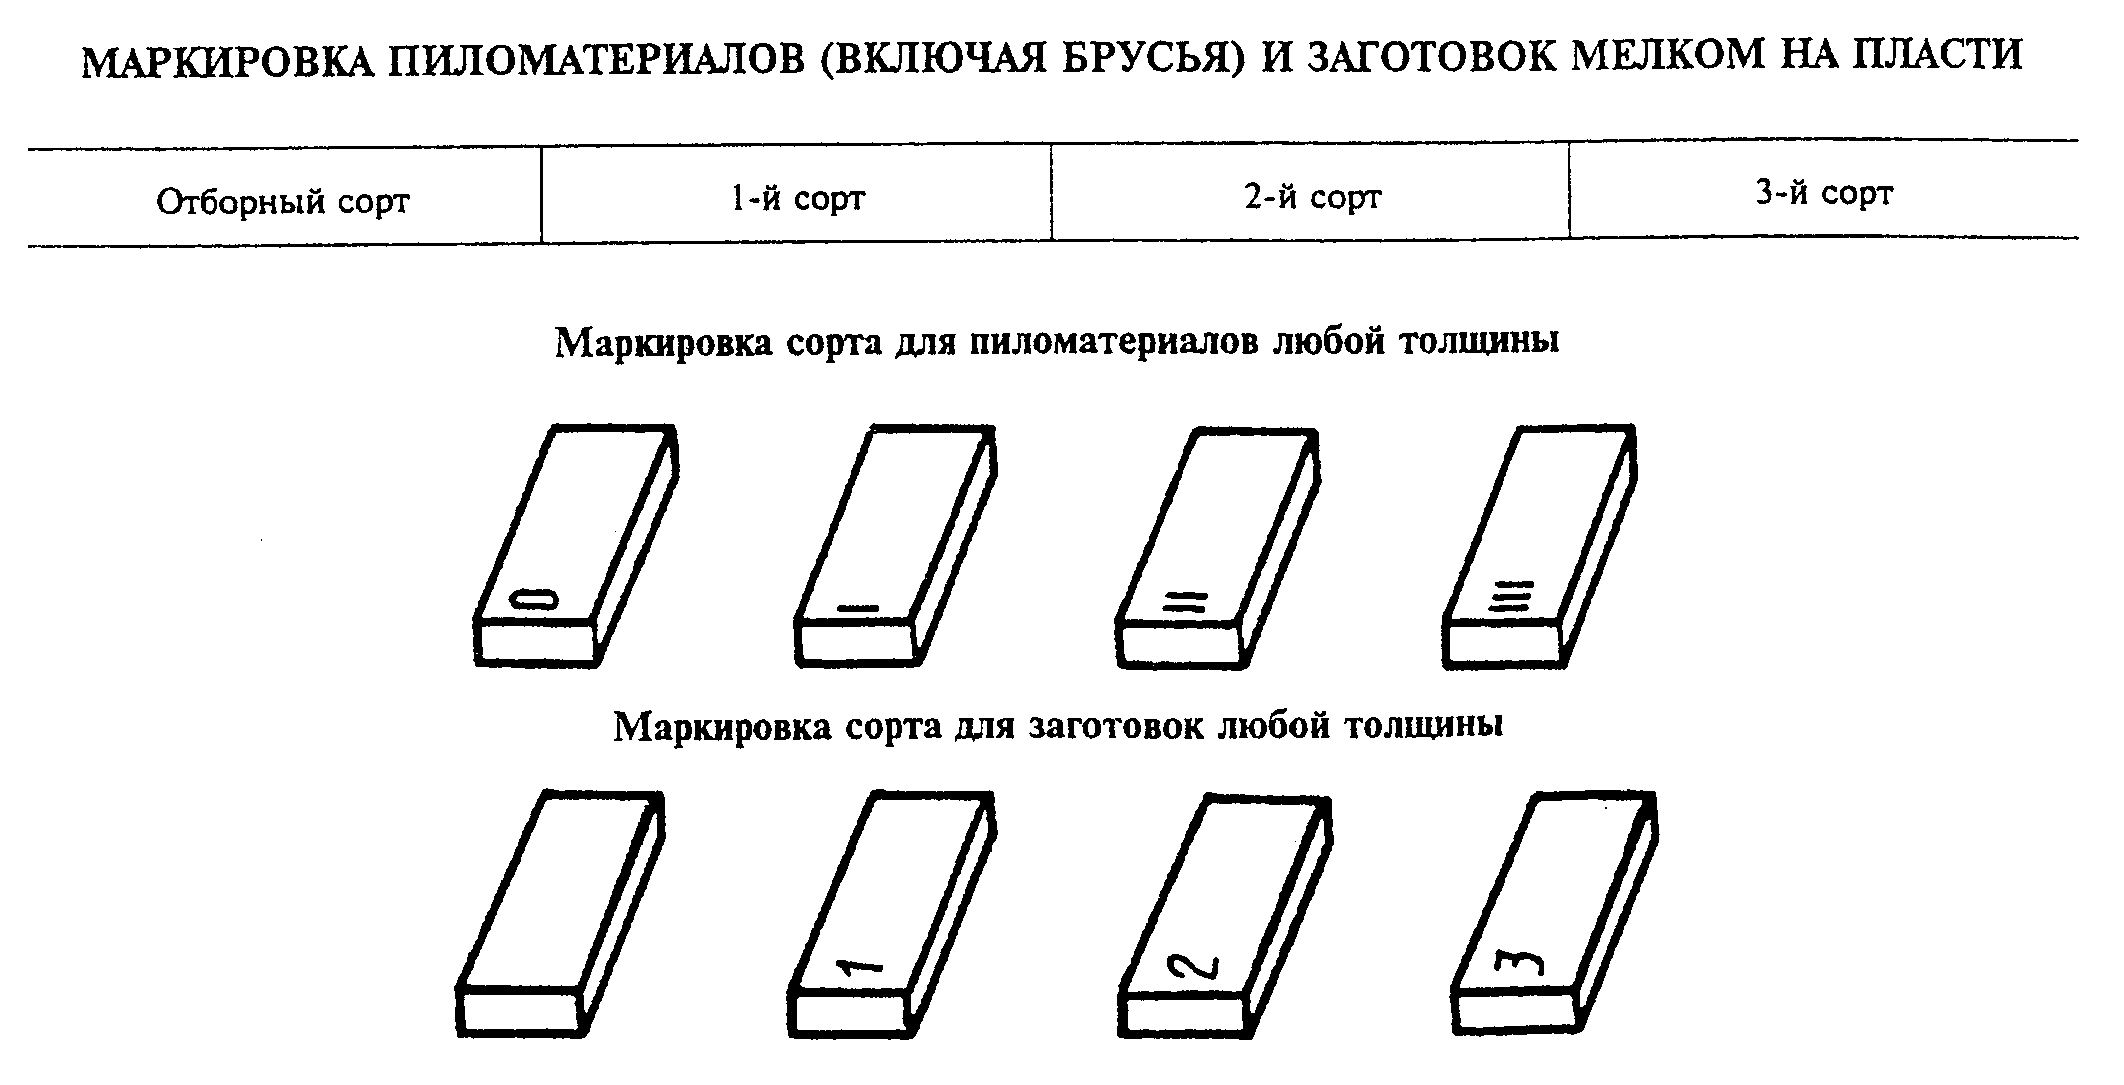 МАРКИРОВКА ПИЛОМАТЕРИАЛОВ (ВКЛЮЧАЯ БРУСЬЯ) И ЗАГОТОВОК МЕЛКОМ НА ПЛАСТИ
Отборный сорт 1-й сорт 2-й сорт 3-й сорт
Маркировка сорта для пиломатериалов любой толщины
Маркировка сорта для заготовок любой толщины
1 2 3